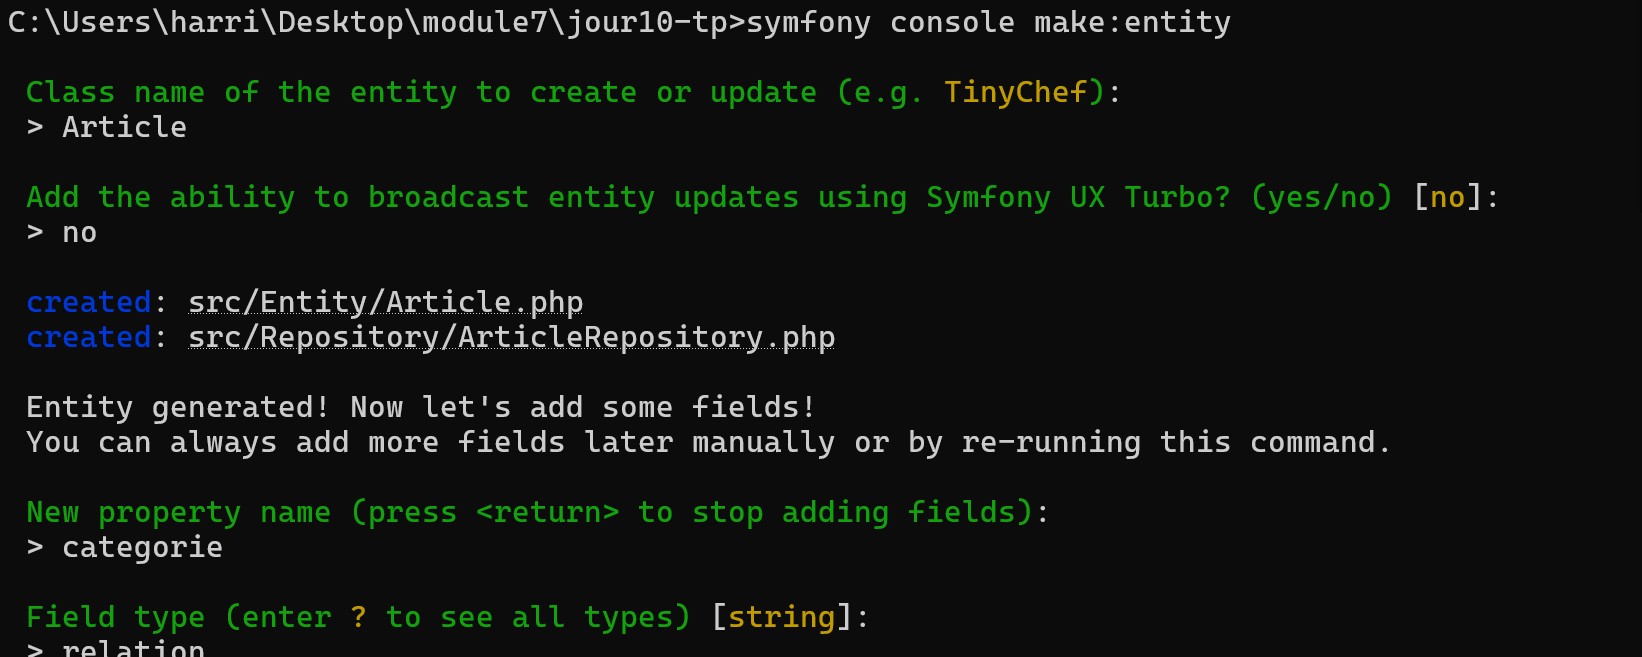 C:\Users\harri\Desktop\module7\jour10-tp>symfony console make:entity
Class name of the entity to create or update (e.g. TinyChef):
> Article
Add the ability to broadcast entity updates using Symfony UX Turbo? (yes/no) [no]:
> no
created: src/Entity/Article.php
created: src/Repository/ArticleRepository.php
Entity generated! Now let's add some fields!
You can always add more fields later manually or by re-running this command.
New property name (press <return> to stop adding fields):
> categorie
Field type (enter ? to see all types) [string]:
> relation